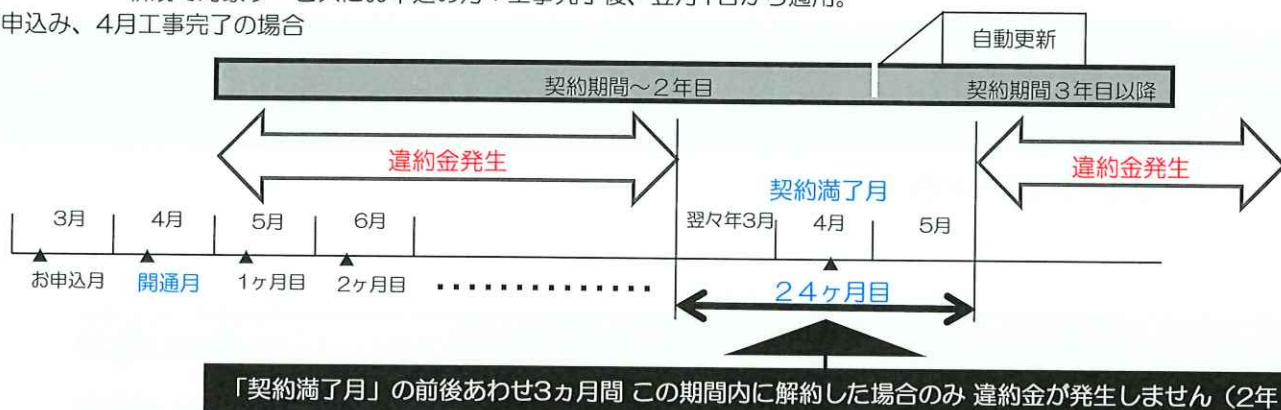 申込み、4月工事完了の場合
自動更新
契約期間～2年目
契約期間3年目以降
違約金発生
違約金発生
契約満了月
3月
4月
5月
6月
翌々年3月
4月
5月
お申込月
開通月
1ヶ月目
2ヶ月目
24ヶ月目
「契約満了月」の前後あわせ3ヵ月間 この期間内に解約した場合のみ 違約金が発生しません（2年